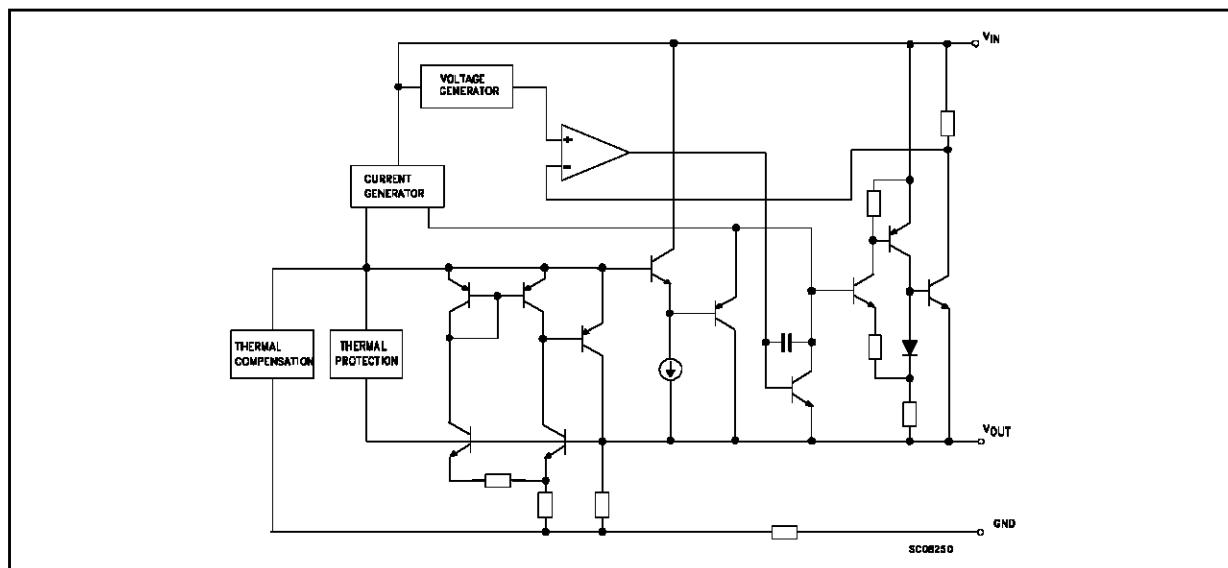 VIN
VOLTAGE
GENERATOR
+
-
CURRENT
GENERATOR
THERMAL
COMPENSATION
THERMAL
PROTECTION
VOUT
GND
SC08250